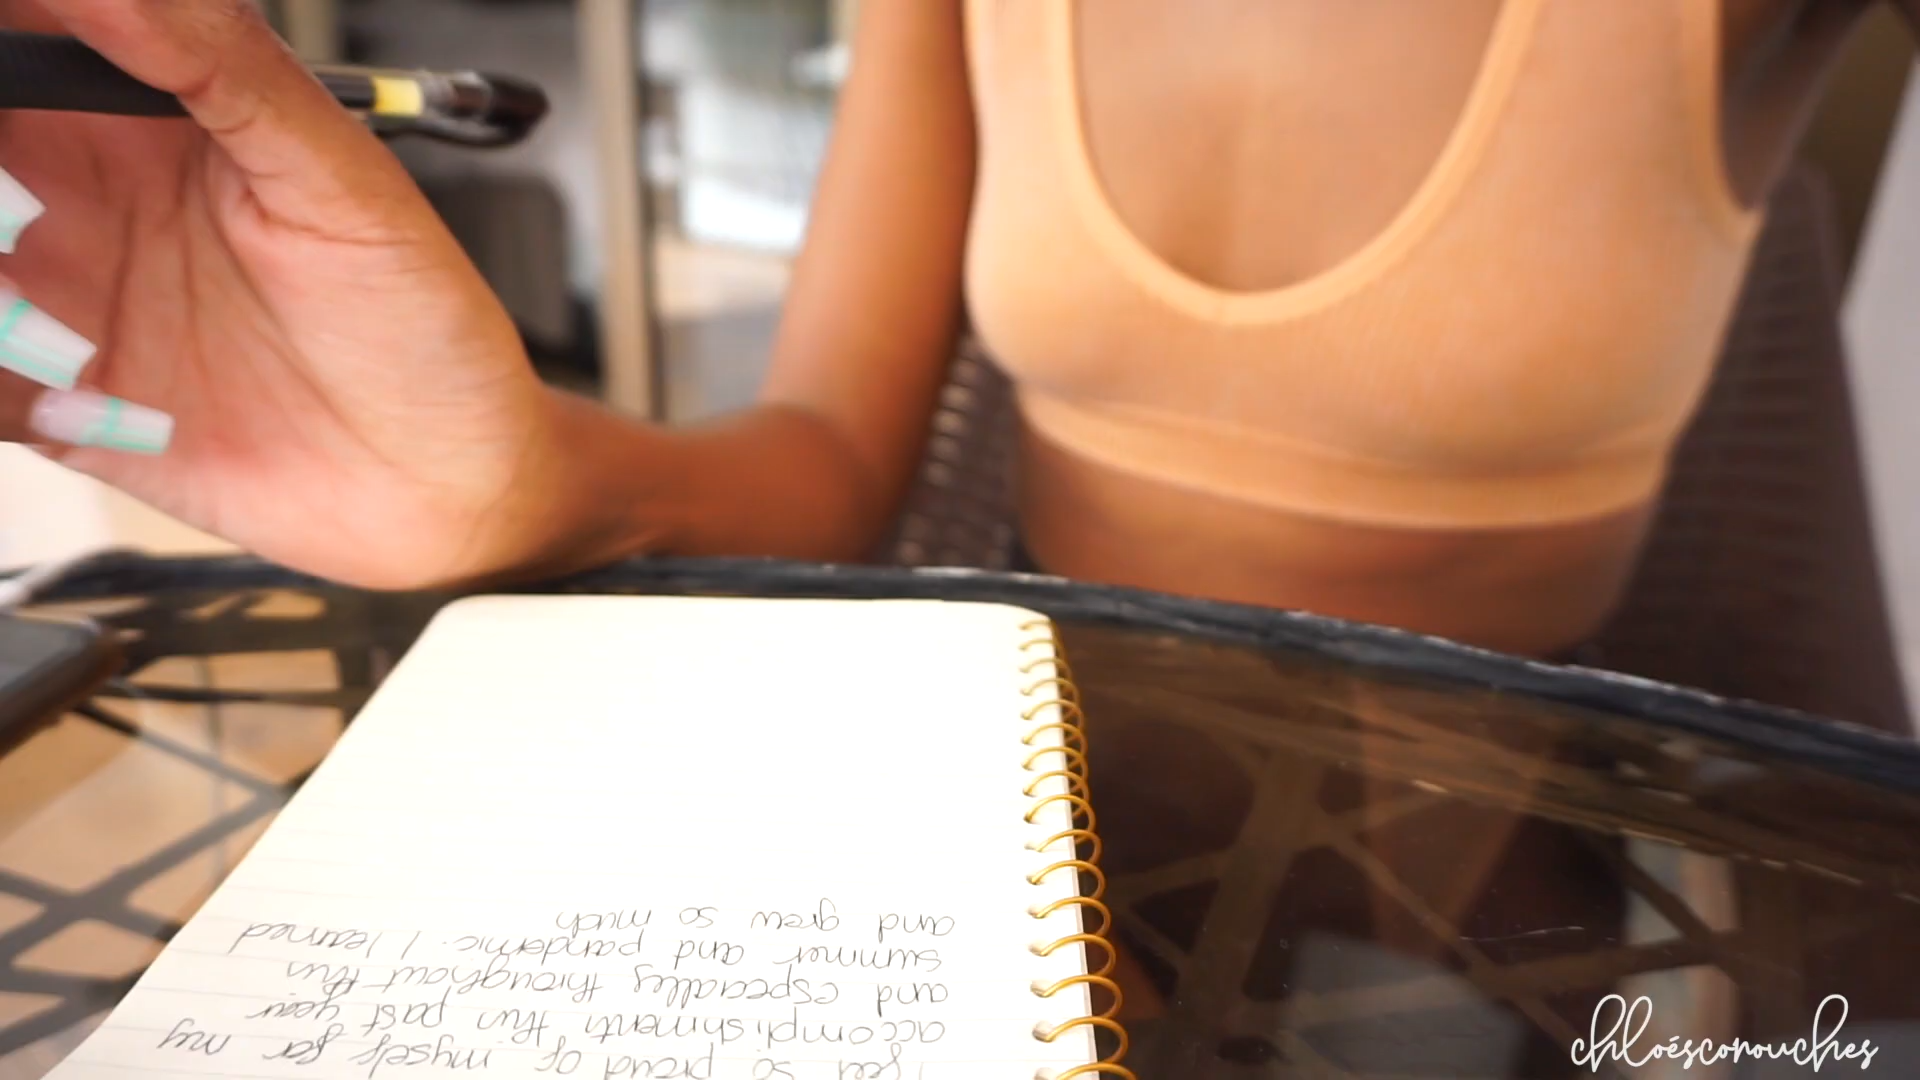 I feel so proud of myself for my
accomplishments this past year
and especially throughout this
summer and pandemic. I learned
and grew so much
chloésconouches